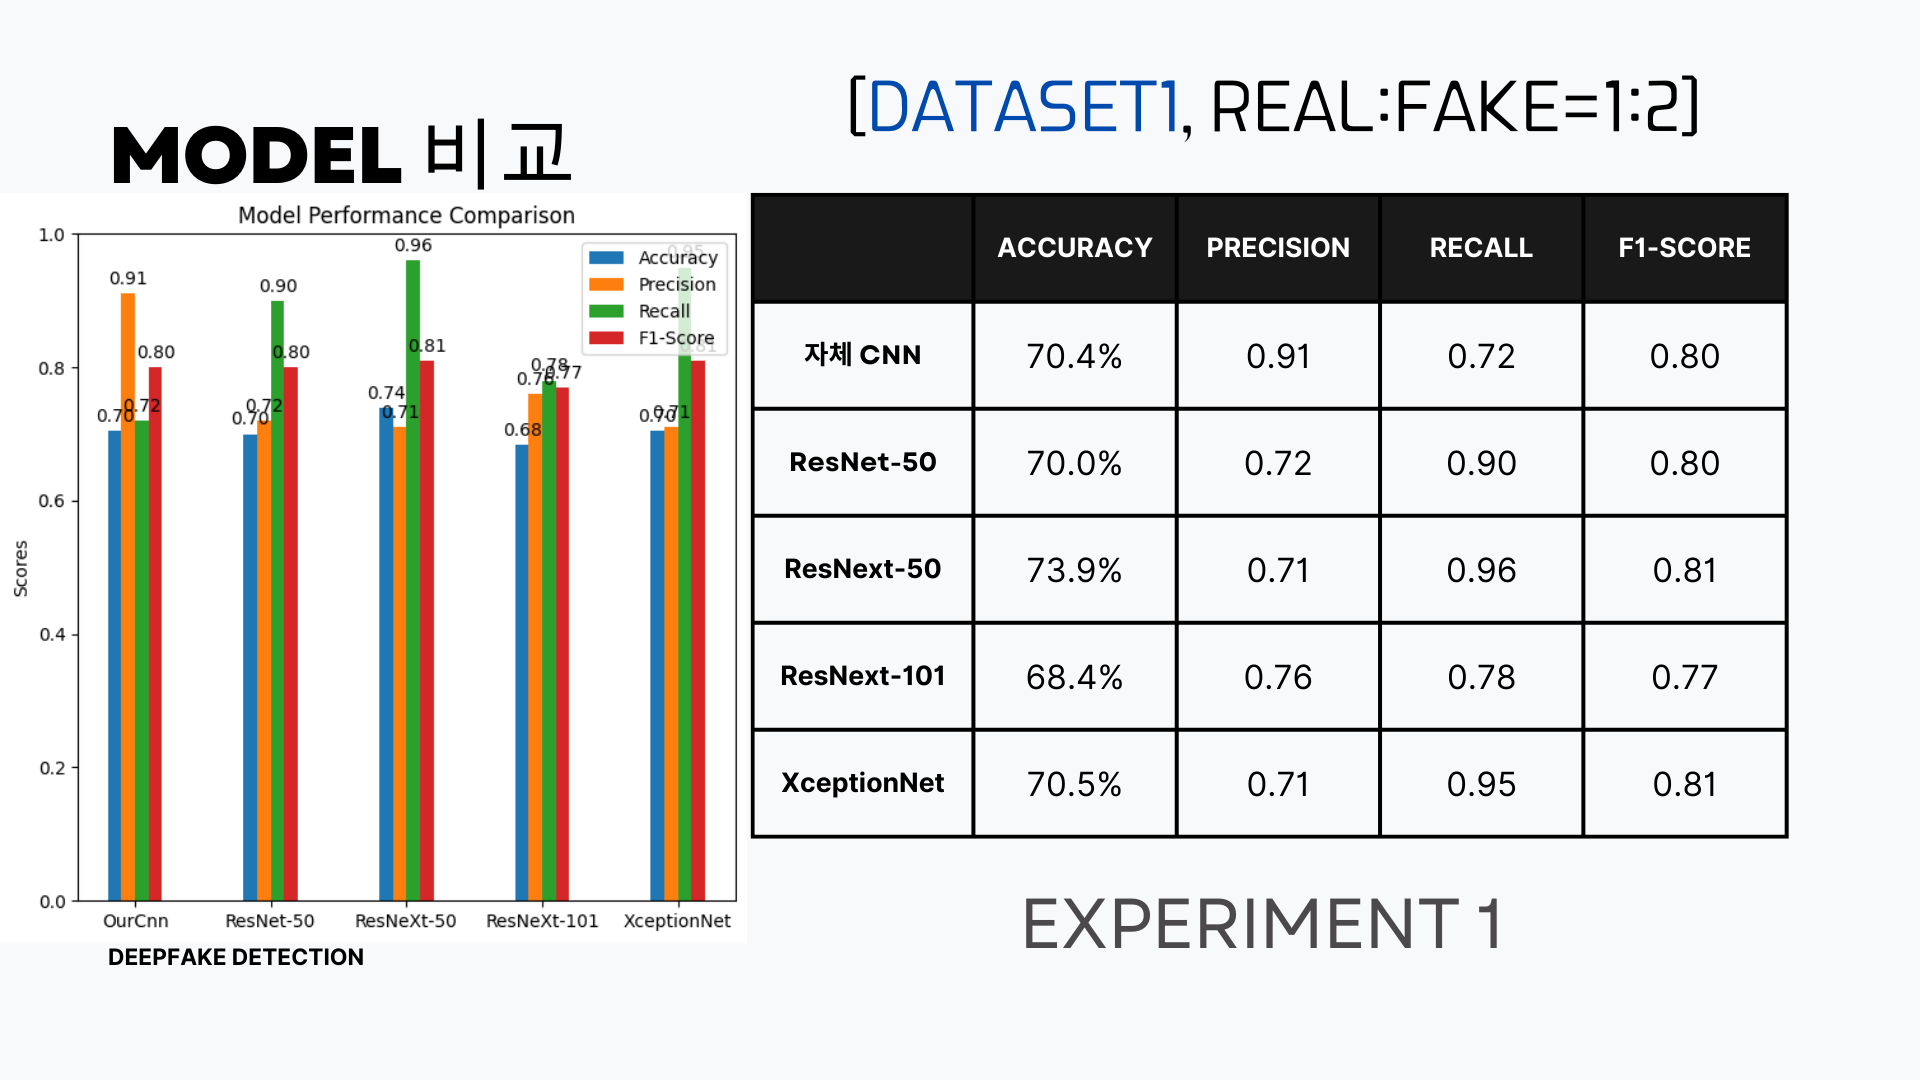 [DATASET1, REAL:FAKE=1:2]
MODEL 비교
Model Performance Comparison
Accuracy
Precision
Recall
F1-Score
1.0
0.8
0.6
0.4
0.2
0.0
Scores
0.70 0.91 0.72 0.80
0.70 0.72 0.90 0.80
0.74 0.71 0.96 0.81
0.68 0.76 0.78 0.77
0.70 0.71 0.95 0.81
OurCnn ResNet-50 ResNeXt-50 ResNeXt-101 XceptionNet
DEEPFAKE DETECTION
ACCURACY PRECISION RECALL F1-SCORE
자체 CNN 70.4% 0.91 0.72 0.80
ResNet-50 70.0% 0.72 0.90 0.80
ResNext-50 73.9% 0.71 0.96 0.81
ResNext-101 68.4% 0.76 0.78 0.77
XceptionNet 70.5% 0.71 0.95 0.81
EXPERIMENT 1